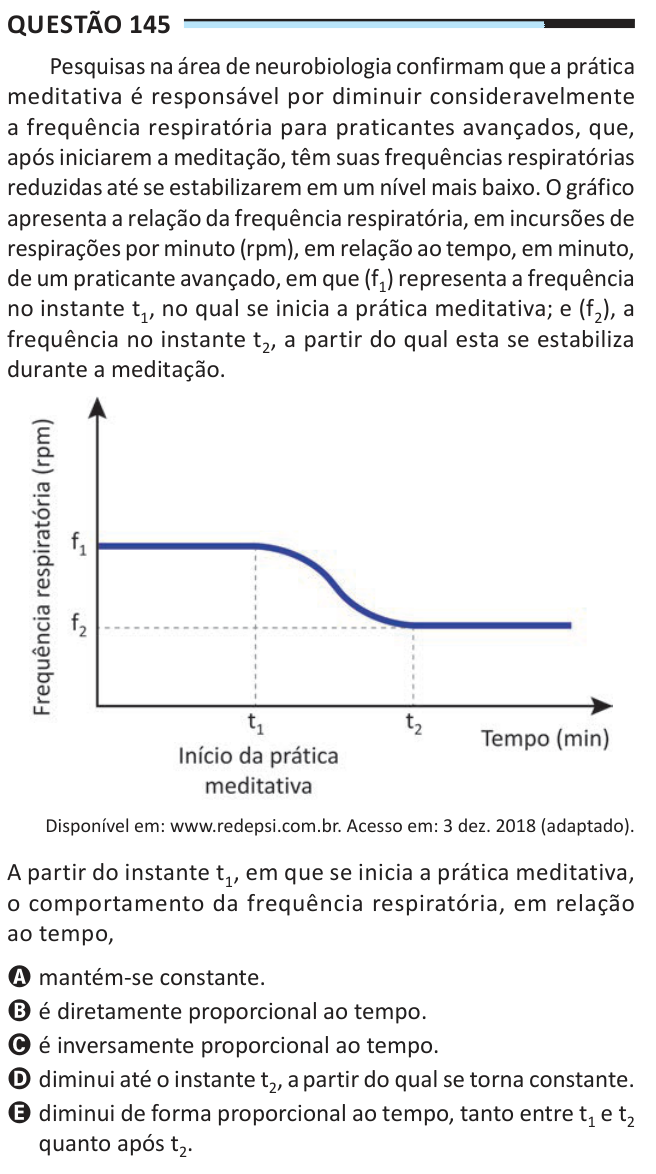 QUESTÃO 145
Pesquisas na área de neurobiologia confirmam que a prática
meditativa é responsável por diminuir consideravelmente
a frequência respiratória para praticantes avançados, que,
após iniciarem a meditação, têm suas frequências respiratórias
reduzidas até se estabilizarem em um nível mais baixo. O gráfico
apresenta a relação da frequência respiratória, em incursões de
respirações por minuto (rpm), em relação ao tempo, em minuto,
de um praticante avançado, em que (f₁) representa a frequência
no instante t₁, no qual se inicia a prática meditativa; e (f₂), a
frequência no instante t₂, a partir do qual esta se estabiliza
durante a meditação.
Frequência respiratória (rpm)
f₁
f₂
t₁
t₂
Tempo (min)
Início da prática
meditativa
Disponível em: www.redepsi.com.br. Acesso em: 3 dez. 2018 (adaptado).
A partir do instante t₁, em que se inicia a prática meditativa,
o comportamento da frequência respiratória, em relação
ao tempo,
A mantém-se constante.
B é diretamente proporcional ao tempo.
C é inversamente proporcional ao tempo.
D diminui até o instante t₂, a partir do qual se torna constante.
E diminui de forma proporcional ao tempo, tanto entre t₁ e t₂
quanto após t₂.